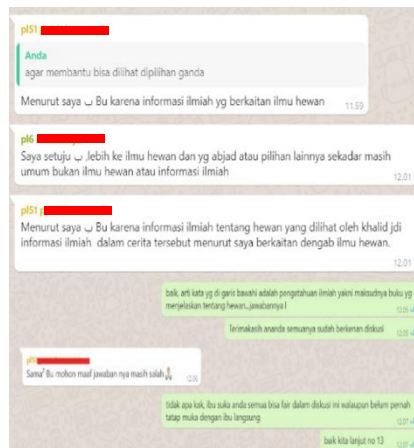 pl51
Anda
agar membantu bisa dilihat dipilihan ganda
Menurut saya ب Bu karena informasi ilmiah yg berkaitan ilmu hewan 11.59
pl6
Saya setuju ب ,lebih ke ilmu hewan dan yg abjad atau pilihan lainnya sekadar masih
umum bukan ilmu hewan atau informasi ilmiah
12.01
pl51
Menurut saya ب Bu karena informasi ilmiah tentang hewan yang dilihat oleh khalid jdi
informasi ilmiah dalam cerita tersebut menurut saya berkaitan dengab ilmu hewan.
12.01
baik, arti kata yg di garis bawahi adalah pengetahuan ilmiah yakni maksudnya buku yg
menjelaskan tentang hewan,,jawabannya
Terimakasih ananda semuanya sudah berkenan diskusi
Sama² Bu mohon maaf jawaban nya masih salah🙏
tidak apa kak, ibu suka anda semua bisa fair dalam diskusi ini walaupun belum pernah
tatap muka dengan ibu langsung
baik kita lanjut no 13